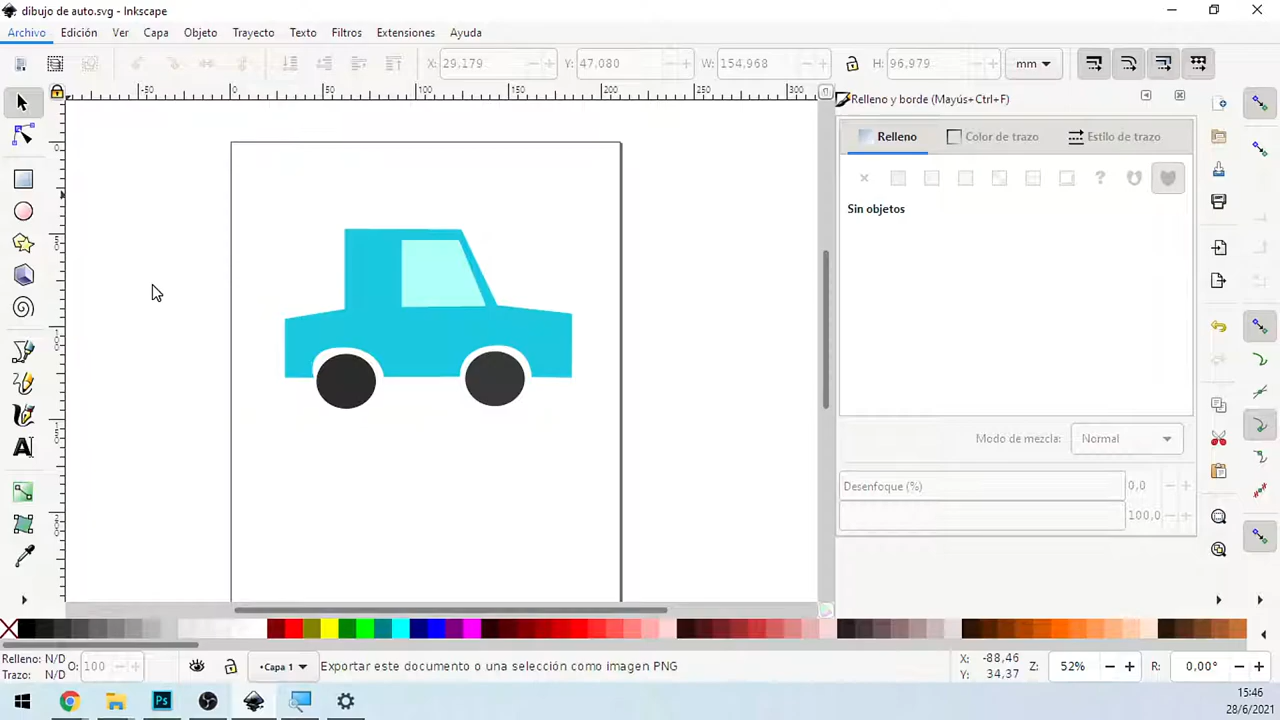 dibujo de auto.svg - Inkscape
Archivo Edición Ver Capa Objeto Trayecto Texto Filtros Extensiones Ayuda
X: 29,179 Y: 47,080 W: 154,968 H: 96,979 mm
-50 0 50 100 150 200 300
Relleno y borde (Mayús+Ctrl+F)
Relleno Color de trazo Estilo de trazo
Sin objetos
Modo de mezcla: Normal
Desenfoque (%) 0,0
100,0
Relleno: N/D
Trazo: N/D
O: 100
•Capa 1
Exportar este documento o una selección como imagen PNG
X: -88,46
Y: 34,37
Z: 52%
R: 0,00°
Ps
15:46
28/6/2021